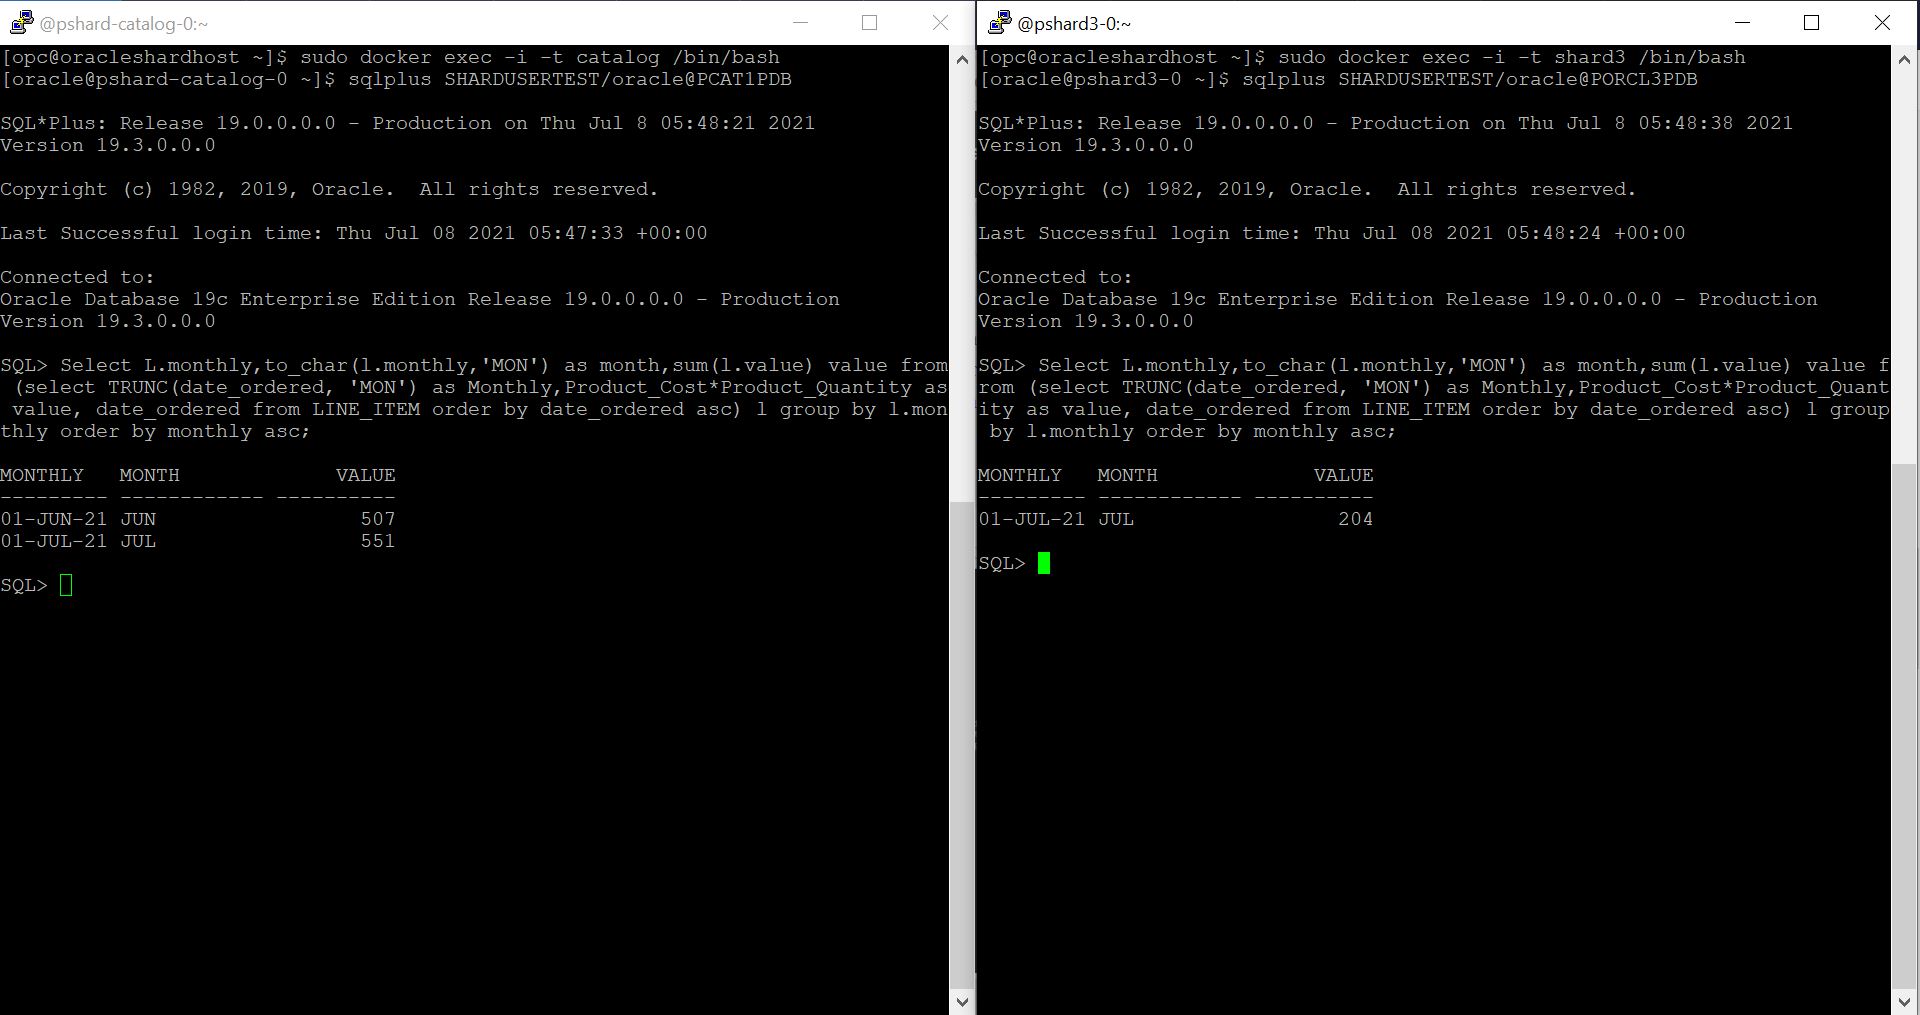 @pshard-catalog-0:~
[opc@oracleshardhost ~]$ sudo docker exec -i -t catalog /bin/bash
[oracle@pshard-catalog-0 ~]$ sqlplus SHARDUSERTEST/oracle@PCAT1PDB
SQL*Plus: Release 19.0.0.0.0 - Production on Thu Jul 8 05:48:21 2021
Version 19.3.0.0.0
Copyright (c) 1982, 2019, Oracle.  All rights reserved.
Last Successful login time: Thu Jul 08 2021 05:47:33 +00:00
Connected to:
Oracle Database 19c Enterprise Edition Release 19.0.0.0.0 - Production
Version 19.3.0.0.0
SQL> Select L.monthly,to_char(l.monthly,'MON') as month,sum(l.value) value from
 (select TRUNC(date_ordered, 'MON') as Monthly,Product_Cost*Product_Quantity as
 value, date_ordered from LINE_ITEM order by date_ordered asc) l group by l.mon
thly order by monthly asc;
MONTHLY   MONTH             VALUE
--------- ------------ ----------
01-JUN-21 JUN                 507
01-JUL-21 JUL                 551
SQL>
@pshard3-0:~
[opc@oracleshardhost ~]$ sudo docker exec -i -t shard3 /bin/bash
[oracle@pshard3-0 ~]$ sqlplus SHARDUSERTEST/oracle@PORCL3PDB
SQL*Plus: Release 19.0.0.0.0 - Production on Thu Jul 8 05:48:38 2021
Version 19.3.0.0.0
Copyright (c) 1982, 2019, Oracle.  All rights reserved.
Last Successful login time: Thu Jul 08 2021 05:48:24 +00:00
Connected to:
Oracle Database 19c Enterprise Edition Release 19.0.0.0.0 - Production
Version 19.3.0.0.0
SQL> Select L.monthly,to_char(l.monthly,'MON') as month,sum(l.value) value f
rom (select TRUNC(date_ordered, 'MON') as Monthly,Product_Cost*Product_Quant
ity as value, date_ordered from LINE_ITEM order by date_ordered asc) l group
 by l.monthly order by monthly asc;
MONTHLY   MONTH             VALUE
--------- ------------ ----------
01-JUL-21 JUL                 204
SQL>